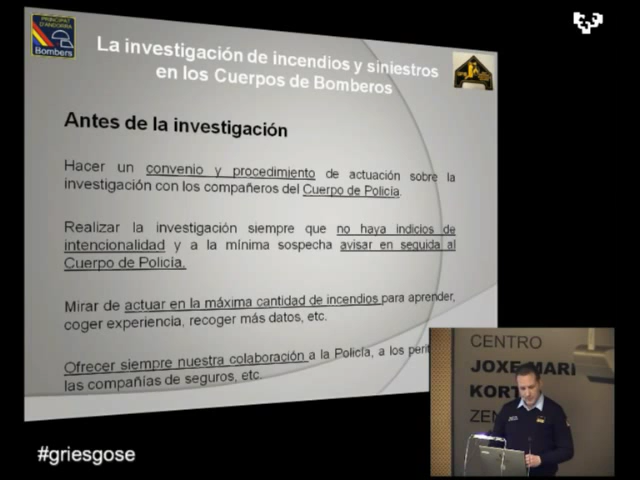 PRINCIPAT
D'ANDORRA
Bombers
La investigación de incendios y siniestros
en los Cuerpos de Bomberos
Antes de la investigación
Hacer un convenio y procedimiento de actuación sobre la
investigación con los compañeros del Cuerpo de Policía.
Realizar la investigación siempre que no haya indicios de
intencionalidad y a la mínima sospecha avisar en seguida al
Cuerpo de Policía.
Mirar de actuar en la máxima cantidad de incendios para aprender,
coger experiencia, recoger más datos, etc.
Ofrecer siempre nuestra colaboración a la Policía, a los
las compañías de seguros, etc.
CENTRO
JOXE MARI
KORT
ZEN
#griesgose